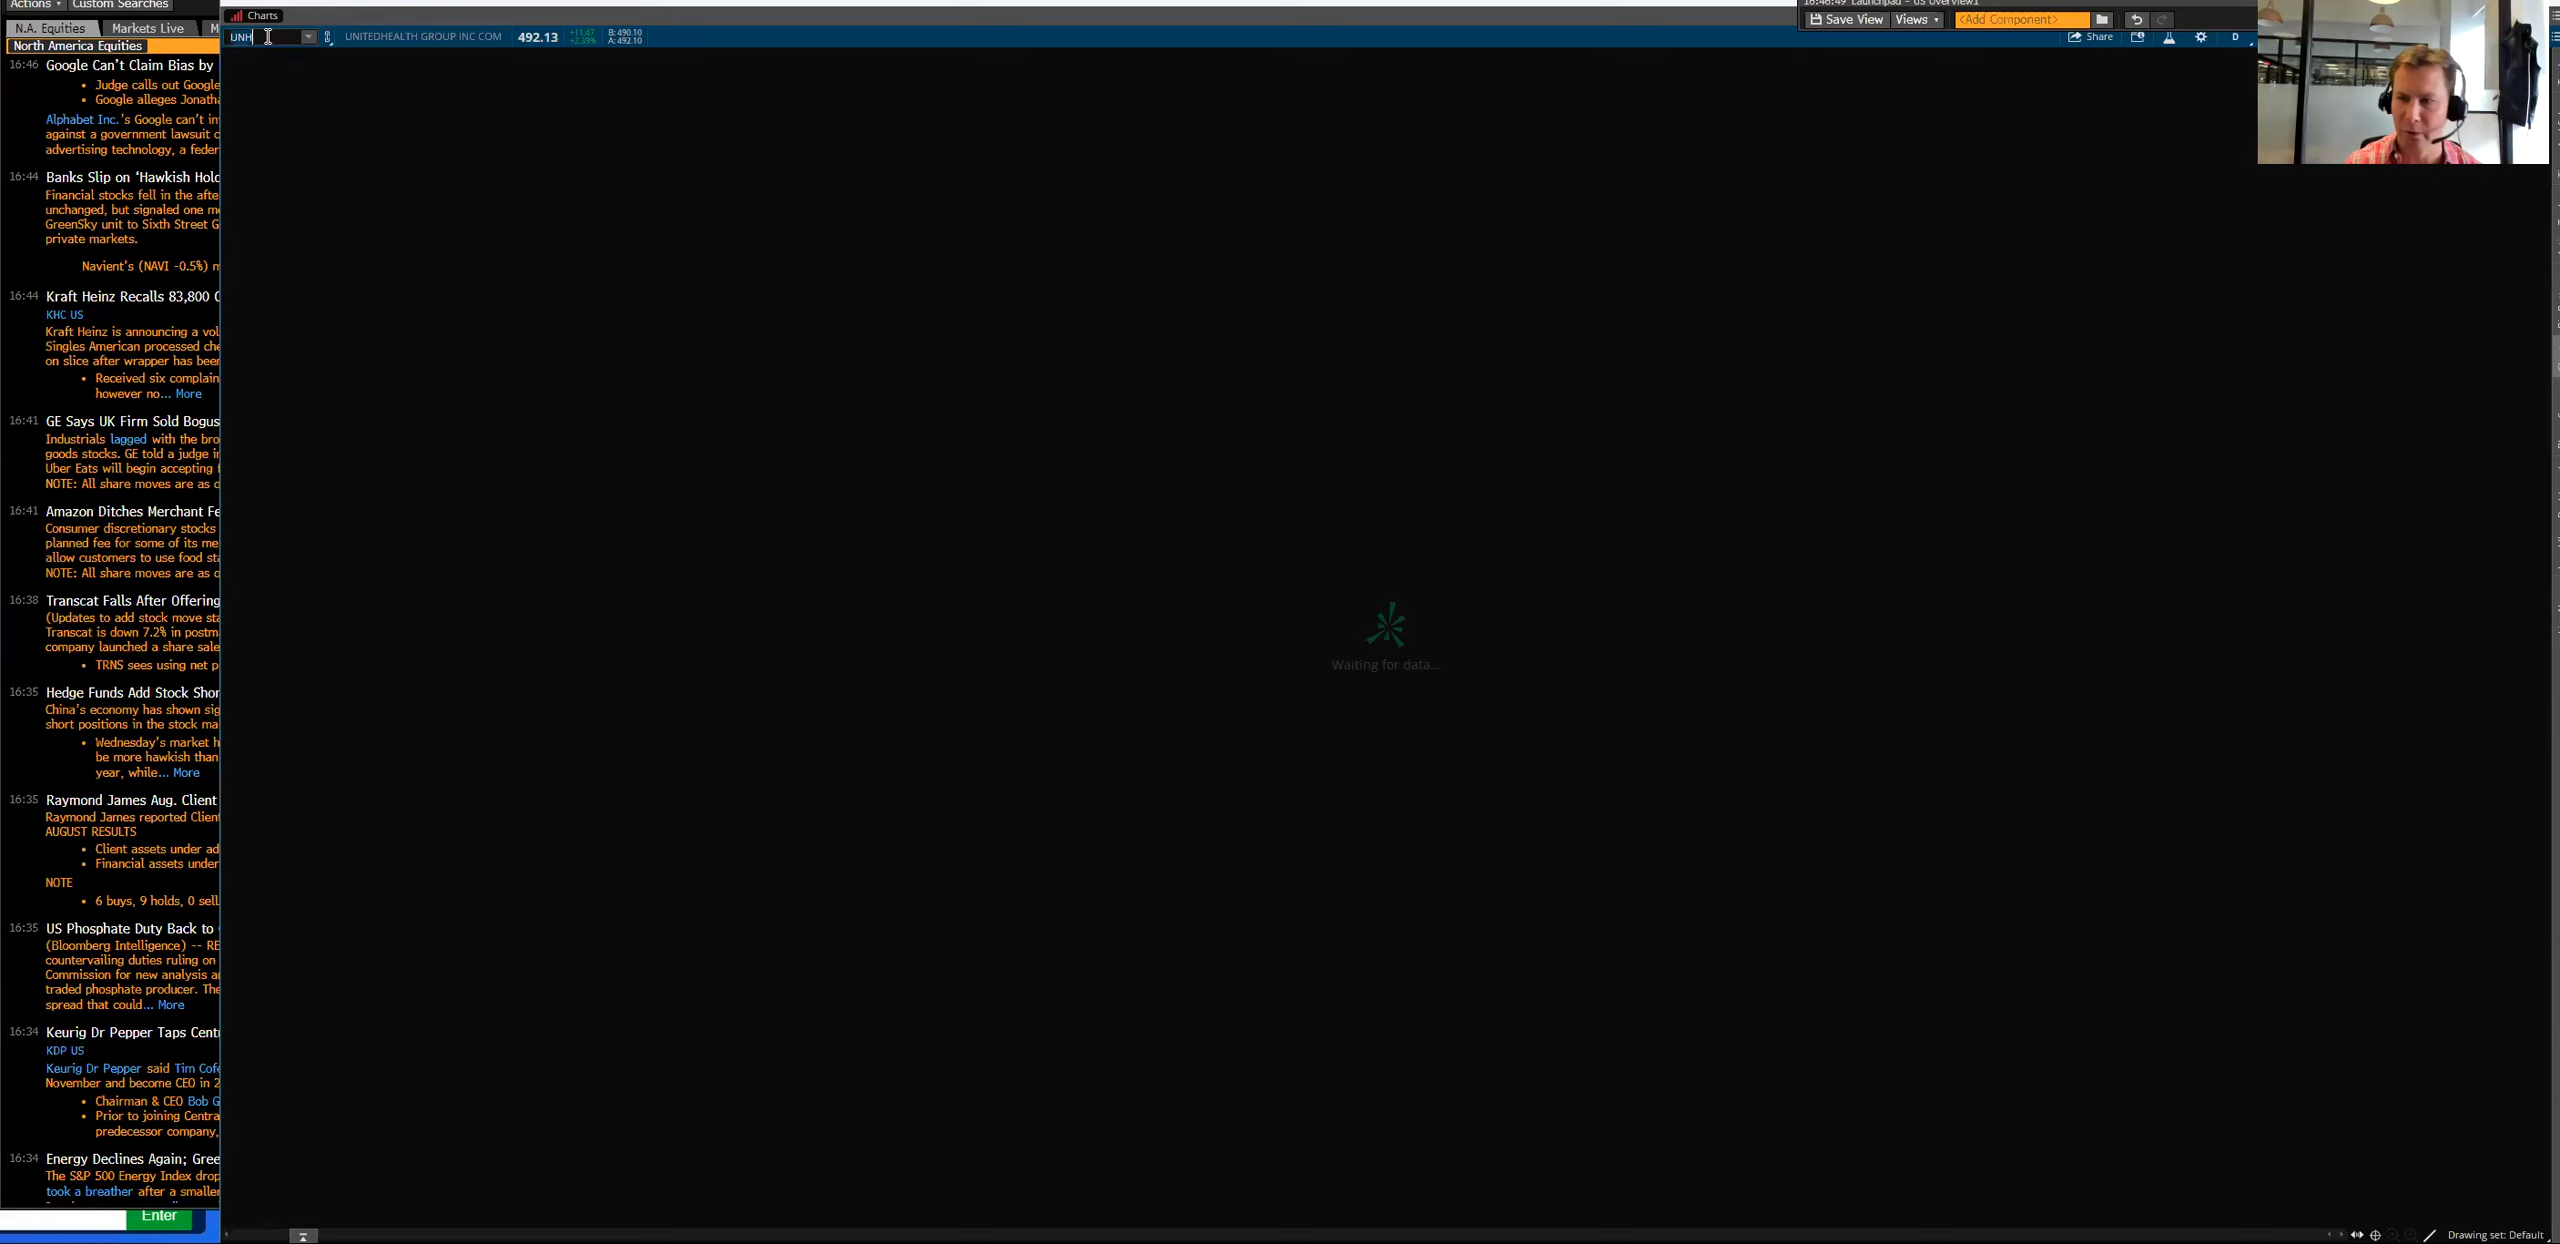 Actions
Custom Searches
N.A. Equities
Markets Live
M
North America Equities
16:46 Google Can't Claim Bias by
• Judge calls out Google
• Google alleges Jonatha
Alphabet Inc.'s Google can't in
against a government lawsuit c
advertising technology, a feder
16:44 Banks Slip on 'Hawkish Hold
Financial stocks fell in the afte
unchanged, but signaled one m
GreenSky unit to Sixth Street G
private markets.
Navient's (NAVI -0.5%) m
16:44 Kraft Heinz Recalls 83,800 C
KHC US
Kraft Heinz is announcing a vol
Singles American processed che
on slice after wrapper has been
• Received six complain
however no... More
16:41 GE Says UK Firm Sold Bogus
Industrials lagged with the bro
goods stocks. GE told a judge in
Uber Eats will begin accepting f
NOTE: All share moves are as o
16:41 Amazon Ditches Merchant Fe
Consumer discretionary stocks
planned fee for some of its me
allow customers to use food sta
NOTE: All share moves are as o
16:38 Transcat Falls After Offering
(Updates to add stock move sta
Transcat is down 7.2% in postm
company launched a share sale
• TRNS sees using net p
16:35 Hedge Funds Add Stock Shor
China's economy has shown sig
short positions in the stock ma
• Wednesday's market h
be more hawkish than
year, while... More
16:35 Raymond James Aug. Client
Raymond James reported Client
AUGUST RESULTS
• Client assets under ad
• Financial assets under
NOTE
• 6 buys, 9 holds, 0 sell
16:35 US Phosphate Duty Back to
(Bloomberg Intelligence) -- RE
countervailing duties ruling on
Commission for new analysis an
traded phosphate producer. The
spread that could... More
16:34 Keurig Dr Pepper Taps Centr
KDP US
Keurig Dr Pepper said Tim Cofe
November and become CEO in 2
• Chairman & CEO Bob G
• Prior to joining Centra
predecessor company,
16:34 Energy Declines Again; Gree
The S&P 500 Energy Index drop
took a breather after a smaller
Enter
Charts
UNH
UNITEDHEALTH GROUP INC COM
492.13
+11.47
+2.39%
B: 490.10
A: 492.10
16:46:49 Launchpad - US Overview1
Save View
Views
<Add Component>
Share
D
Waiting for data...
Drawing set: Default